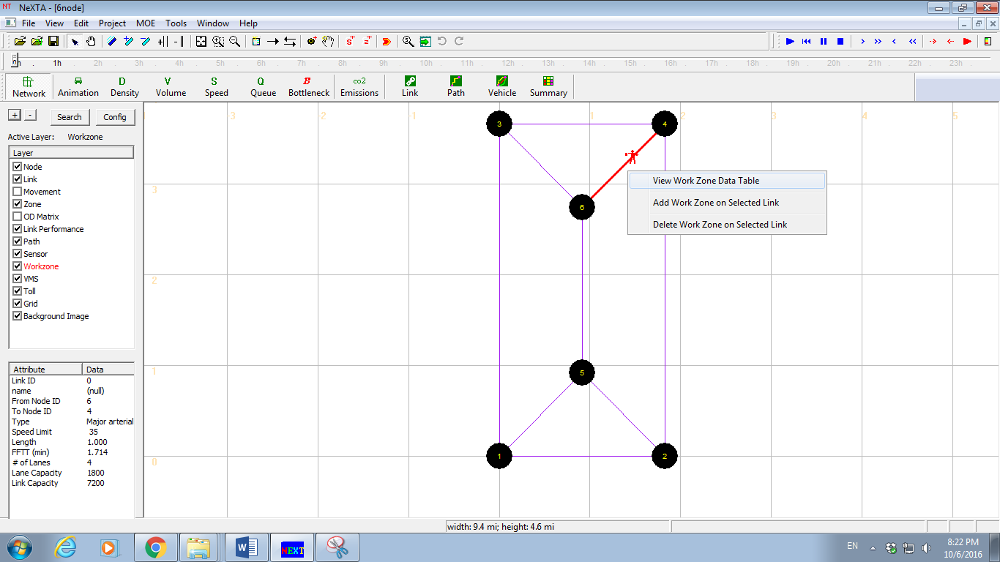 NeXTA - [6node]
File View Edit Project MOE Tools Window Help
1h 2h 3h 4h 5h 6h 7h 8h 9h 10h 11h 12h 13h 14h 15h 16h 17h 18h 19h 20h 21h 22h 23h
D V S Q B co2
Network Animation Density Volume Speed Queue Bottleneck Emissions Link Path Vehicle Summary
+ - Search Config
Active Layer: Workzone
Layer
Node
Link
Movement
Zone
OD Matrix
Link Performance
Path
Sensor
Workzone
VMS
Toll
Grid
Background Image
Attribute Data
Link ID 0
name (null)
From Node ID 6
To Node ID 4
Type Major arterial
Speed Limit 35
Length 1.000
FFTT (min) 1.714
# of Lanes 4
Lane Capacity 1800
Link Capacity 7200
-3 -2 -1 1 2 3 4 5
3 4
View Work Zone Data Table
3
Add Work Zone on Selected Link
6
Delete Work Zone on Selected Link
2
1
5
0
1 2
width: 9.4 mi; height: 4.6 mi
NEXT
EN
8:22 PM
10/6/2016